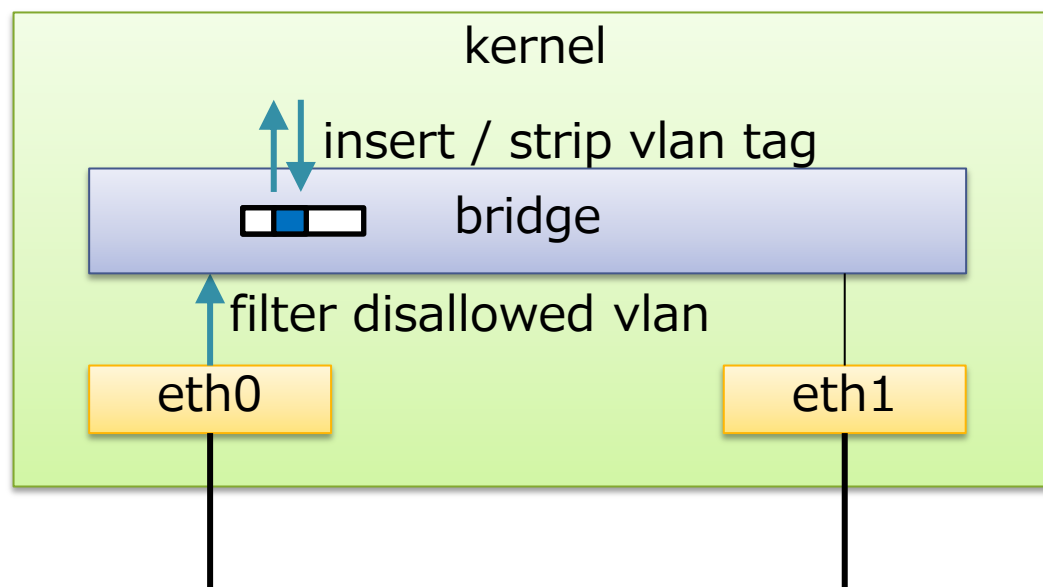 kernel
insert / strip vlan tag
bridge
filter disallowed vlan
eth0
eth1